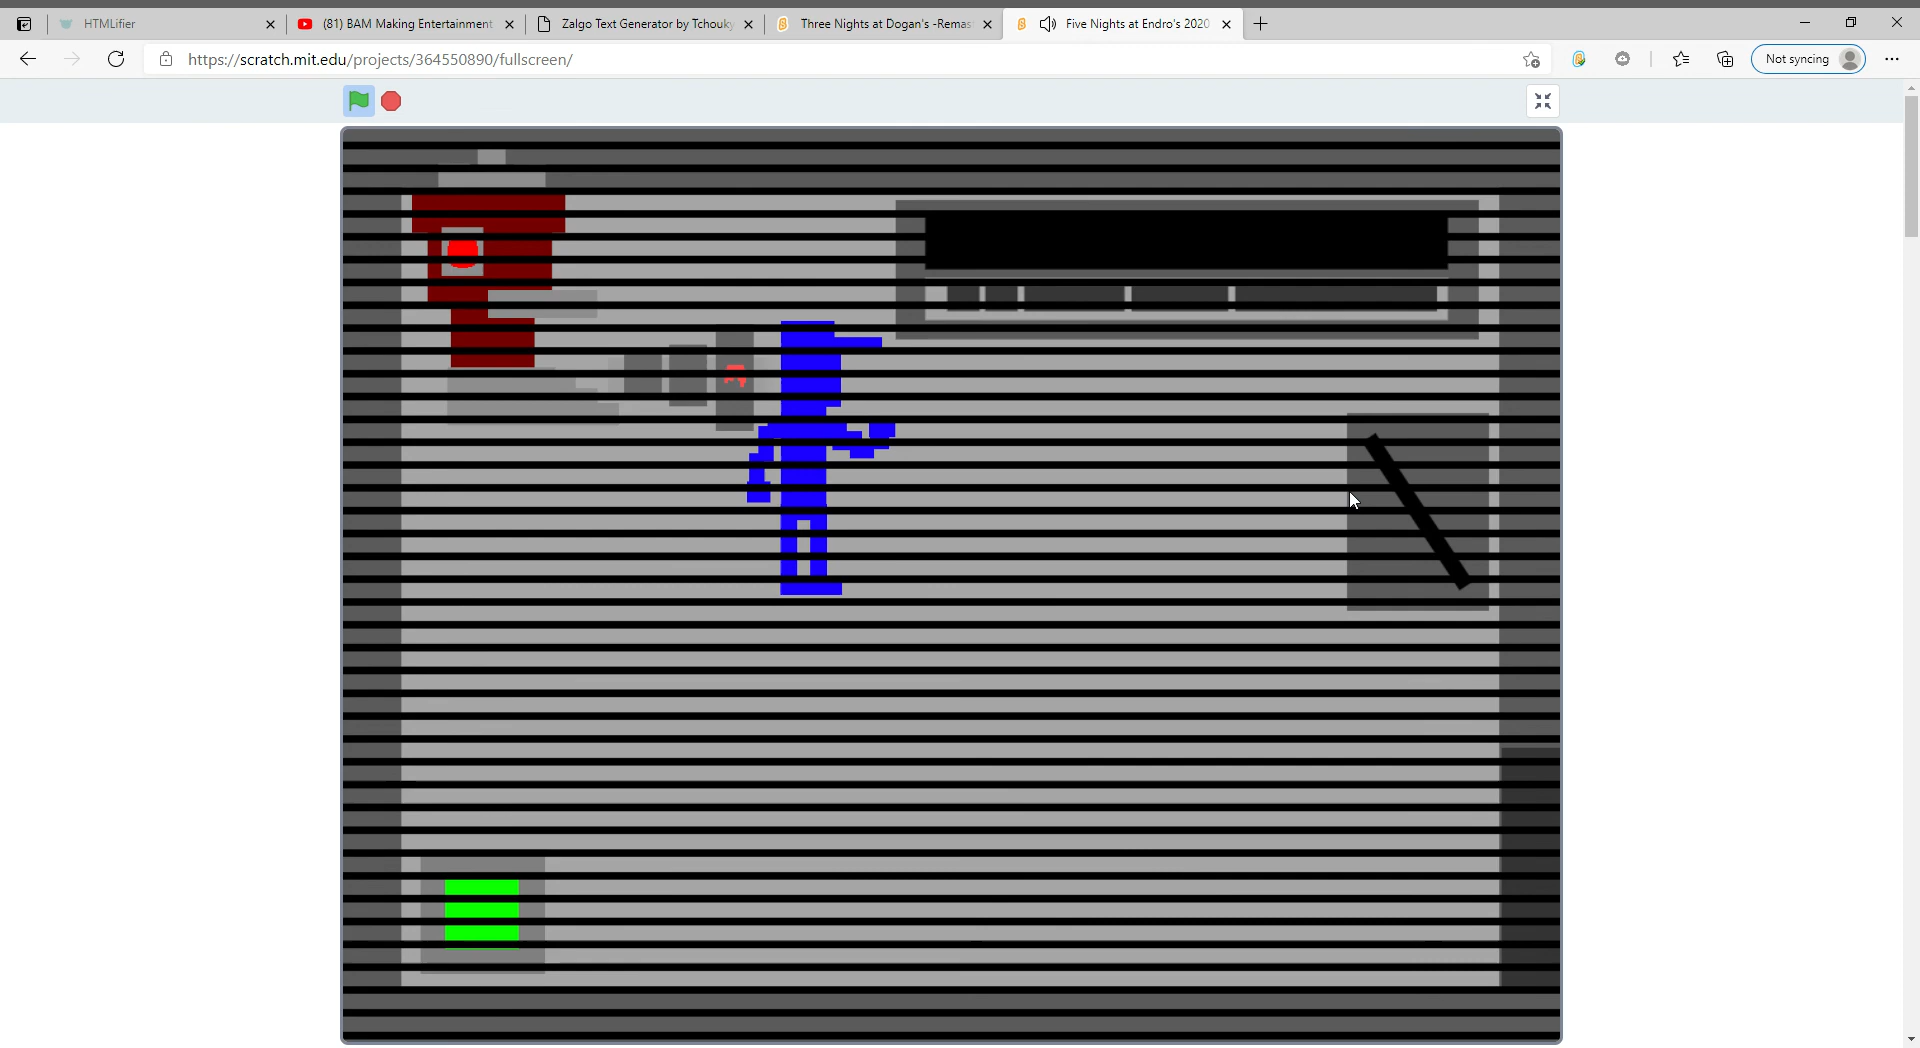 HTMLifier
(81) BAM Making Entertainment
Zalgo Text Generator by Tchouky
Three Nights at Dogan's -Remas
Five Nights at Endro's 2020
https://scratch.mit.edu/projects/364550890/fullscreen/
Not syncing